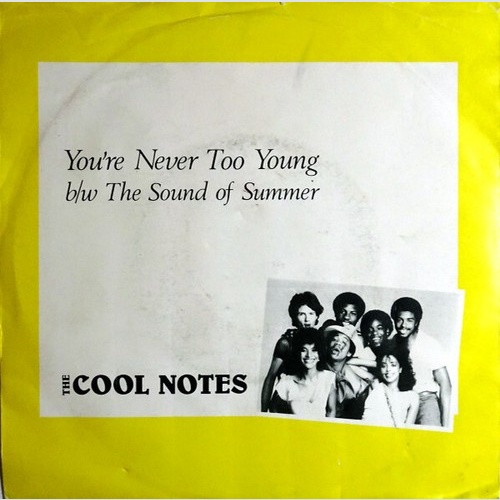 You're Never Too Young
b/w The Sound of Summer
THE COOL NOTES